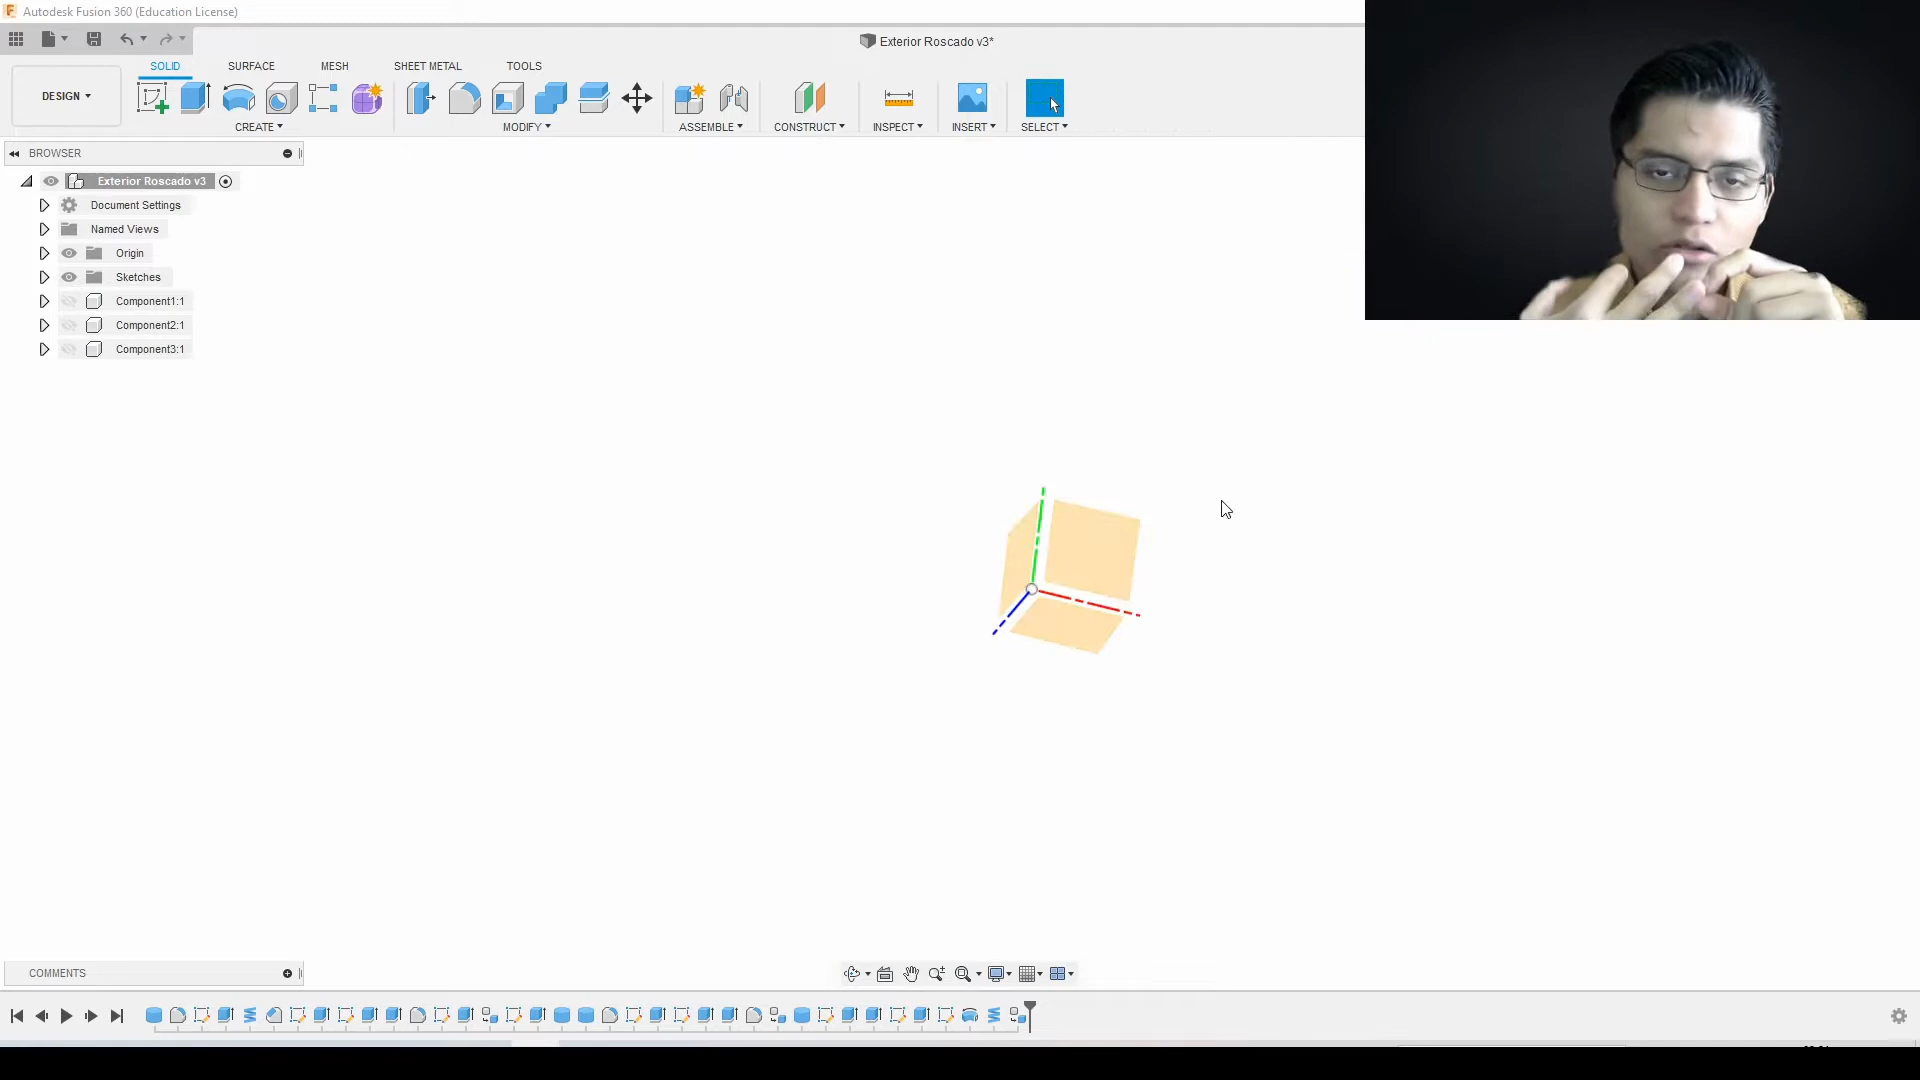 Autodesk Fusion 360 (Education License)
Exterior Roscado v3*
SOLID SURFACE MESH SHEET METAL TOOLS
DESIGN
CREATE MODIFY ASSEMBLE CONSTRUCT INSPECT INSERT SELECT
BROWSER
Exterior Roscado v3
Document Settings
Named Views
Origin
Sketches
Component1:1
Component2:1
Component3:1
COMMENTS